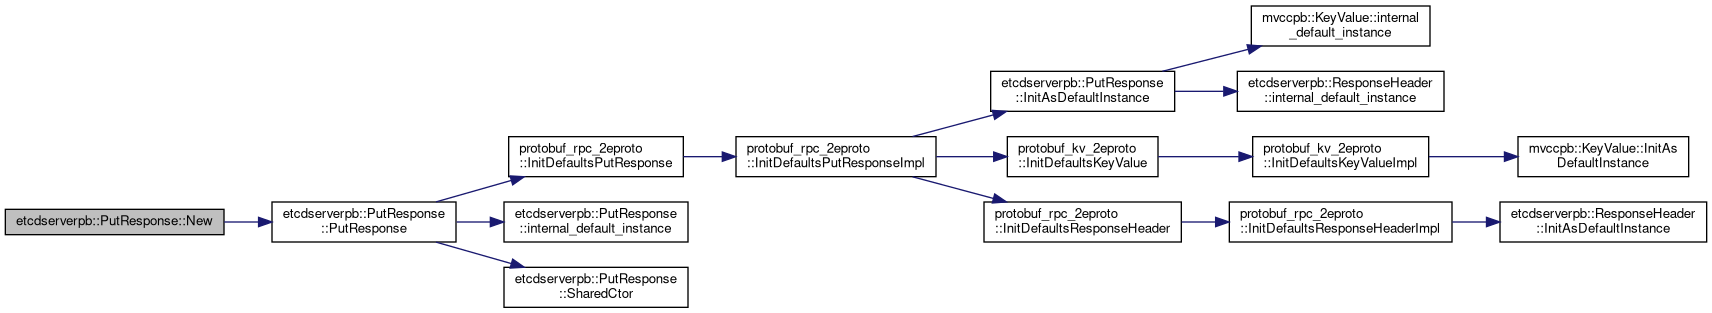 etcdserverpb::PutResponse::New
etcdserverpb::PutResponse
::PutResponse
protobuf_rpc_2eproto
::InitDefaultsPutResponse
etcdserverpb::PutResponse
::internal_default_instance
etcdserverpb::PutResponse
::SharedCtor
protobuf_rpc_2eproto
::InitDefaultsPutResponseImpl
etcdserverpb::PutResponse
::InitAsDefaultInstance
protobuf_kv_2eproto
::InitDefaultsKeyValue
protobuf_rpc_2eproto
::InitDefaultsResponseHeader
mvccpb::KeyValue::internal
_default_instance
etcdserverpb::ResponseHeader
::internal_default_instance
protobuf_kv_2eproto
::InitDefaultsKeyValueImpl
protobuf_rpc_2eproto
::InitDefaultsResponseHeaderImpl
mvccpb::KeyValue::InitAs
DefaultInstance
etcdserverpb::ResponseHeader
::InitAsDefaultInstance